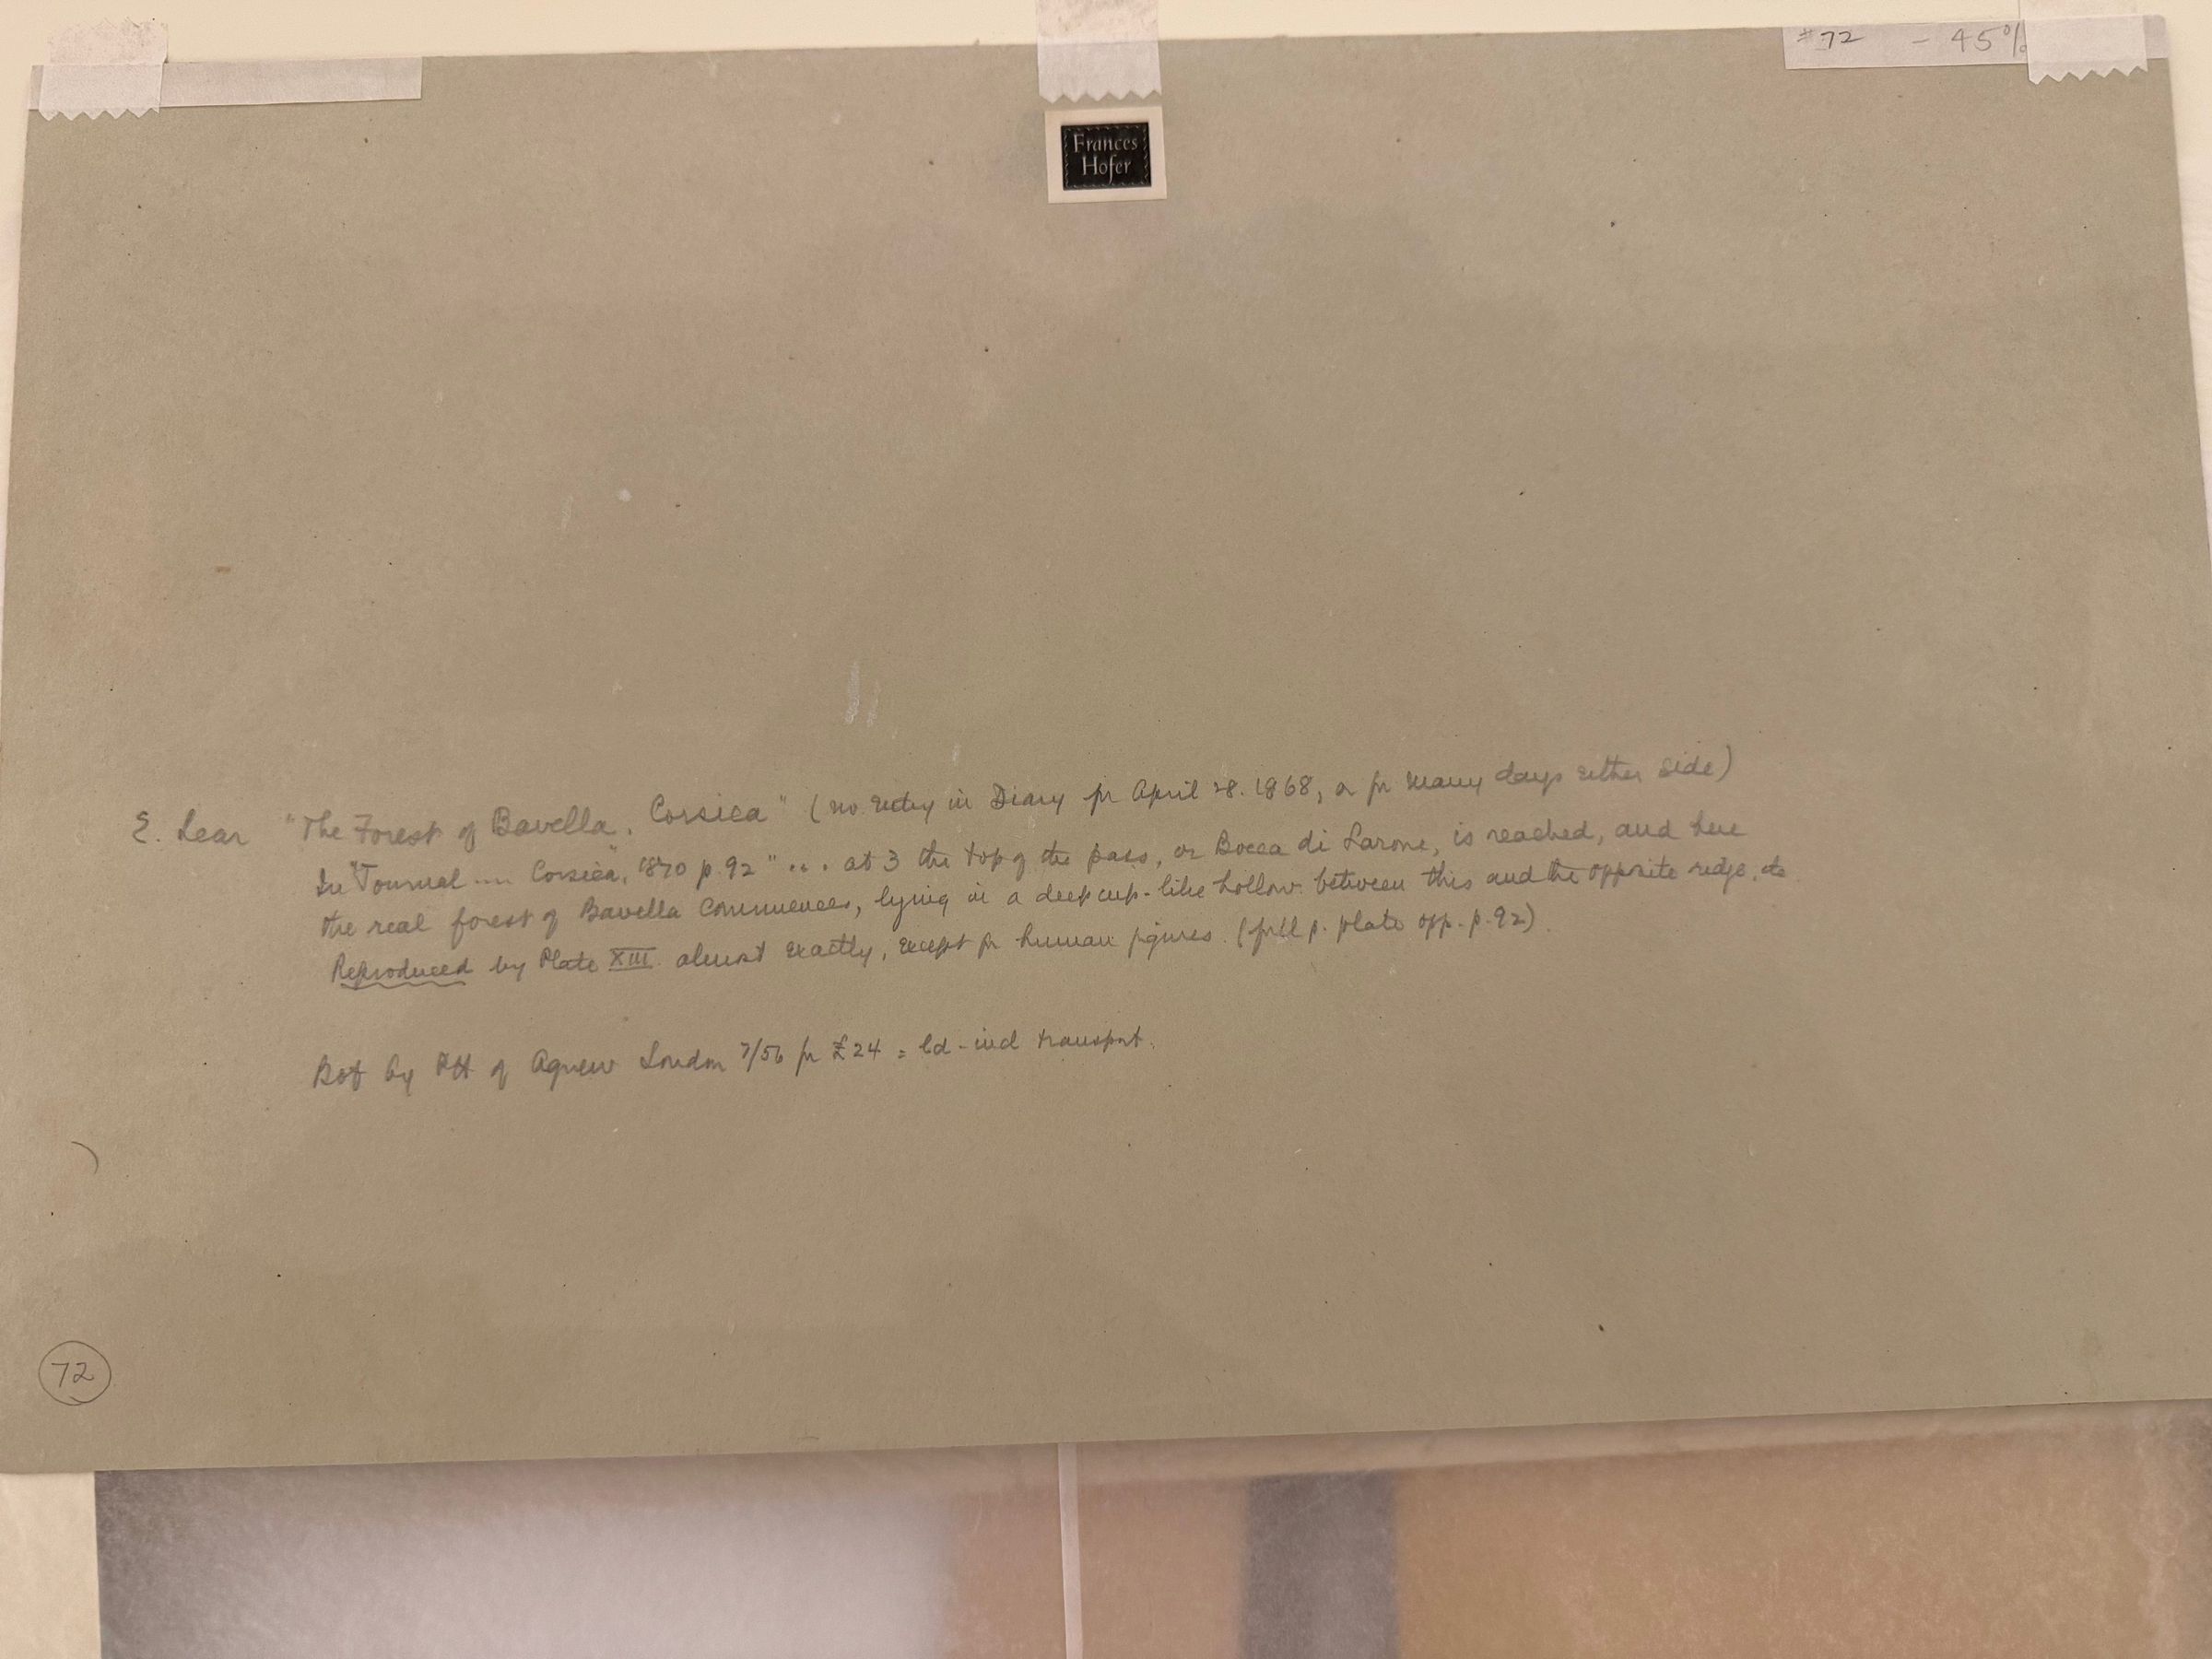 #72 - 45%
Frances
Hofer
E. Lear "The Forest of Bavella, Corsica" (no entry in Diary for April 28. 1868, or for many days either side)
In "Journal .... Corsica", 1870 p. 92 "... at 3 the top of the pass, or Bocca di Larone, is reached, and here
the real forest of Bavella commences, lying in a deep cup-like hollow between this and the opposite ridge, etc
Reproduced by Plate XIII almost exactly, except for human figures. (full p. plate opp. p. 92).
Bot by PH of Agnew London 7/56 for £24 = ld - incl transport.
72